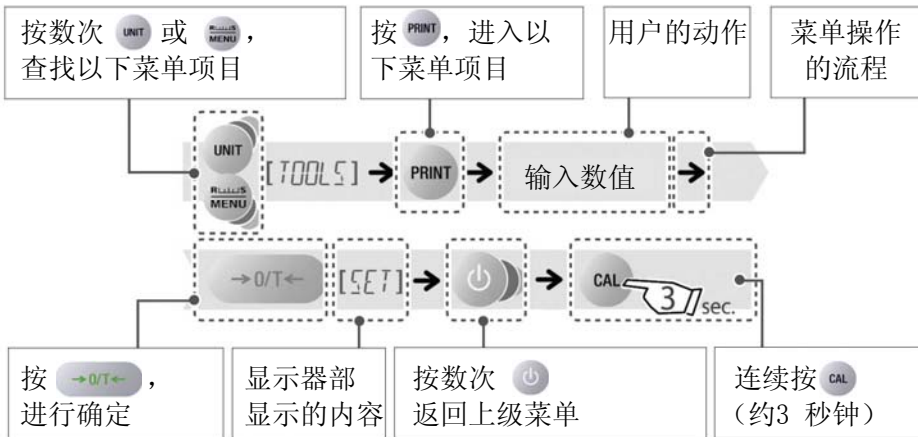 按数次 UNIT 或 MENU ，
查找以下菜单项目
按 PRINT，进入以
下菜单项目
用户的动作
菜单操作
的流程
UNIT
MENU
[TOOLS] → PRINT → 输入数值 →
→0/T← [SET] → → CAL 3 sec.
按 →0/T← ，
进行确定
显示器部
显示的内容
按数次
返回上级菜单
连续按 CAL
（约3 秒钟）